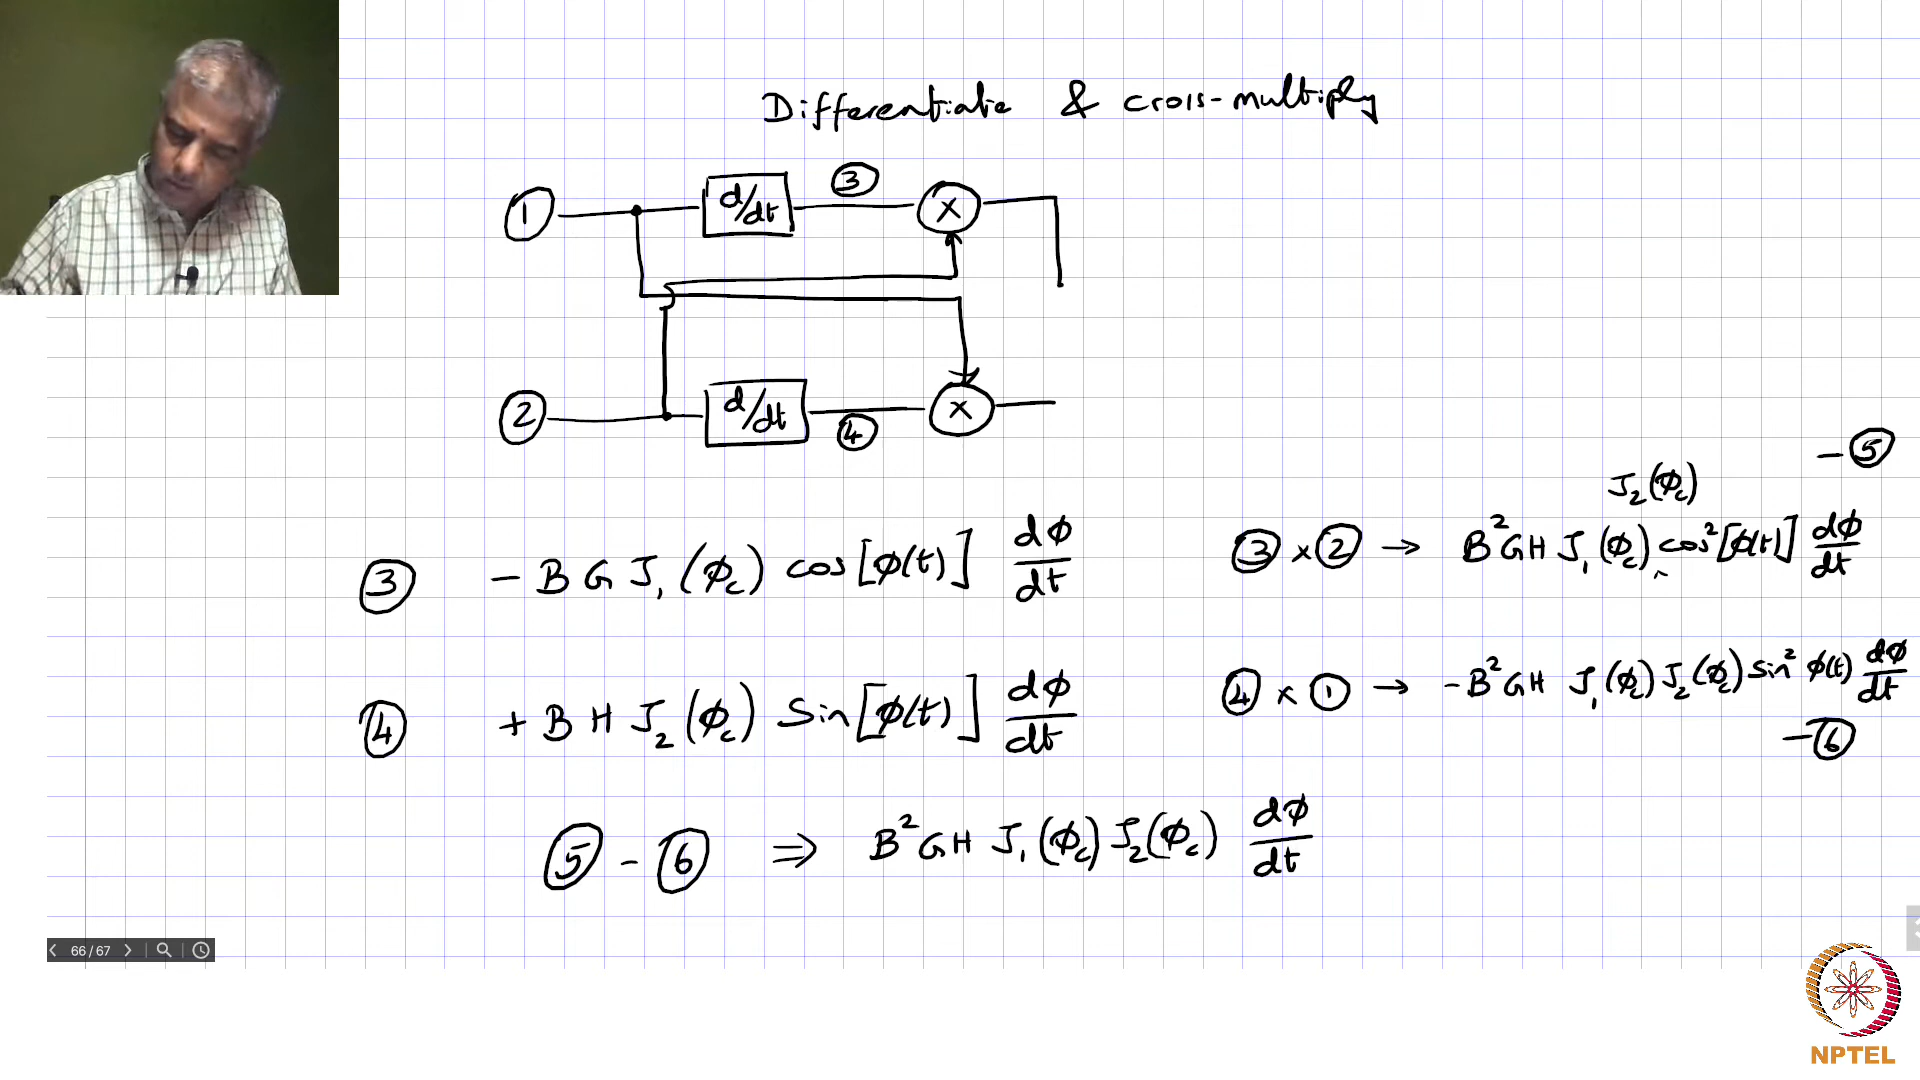 Differentiate & cross-multiply
① d/dt ③ X
② d/dt ④ X
③ - B G J₁(φc) cos[φ(t)] dφ/dt
④ + B H J₂(φc) Sin[φ(t)] dφ/dt
⑤ - ⑥ ⇒ B² G H J₁(φc) J₂(φc) dφ/dt
- ⑤
J₂(φc)
③ x ② → B² G H J₁(φc) cos²[φ(t)] dφ/dt
④ x ① → -B² G H J₁(φc) J₂(φc) Sin² φ(t) dφ/dt
- ⑥
66 / 67
NPTEL